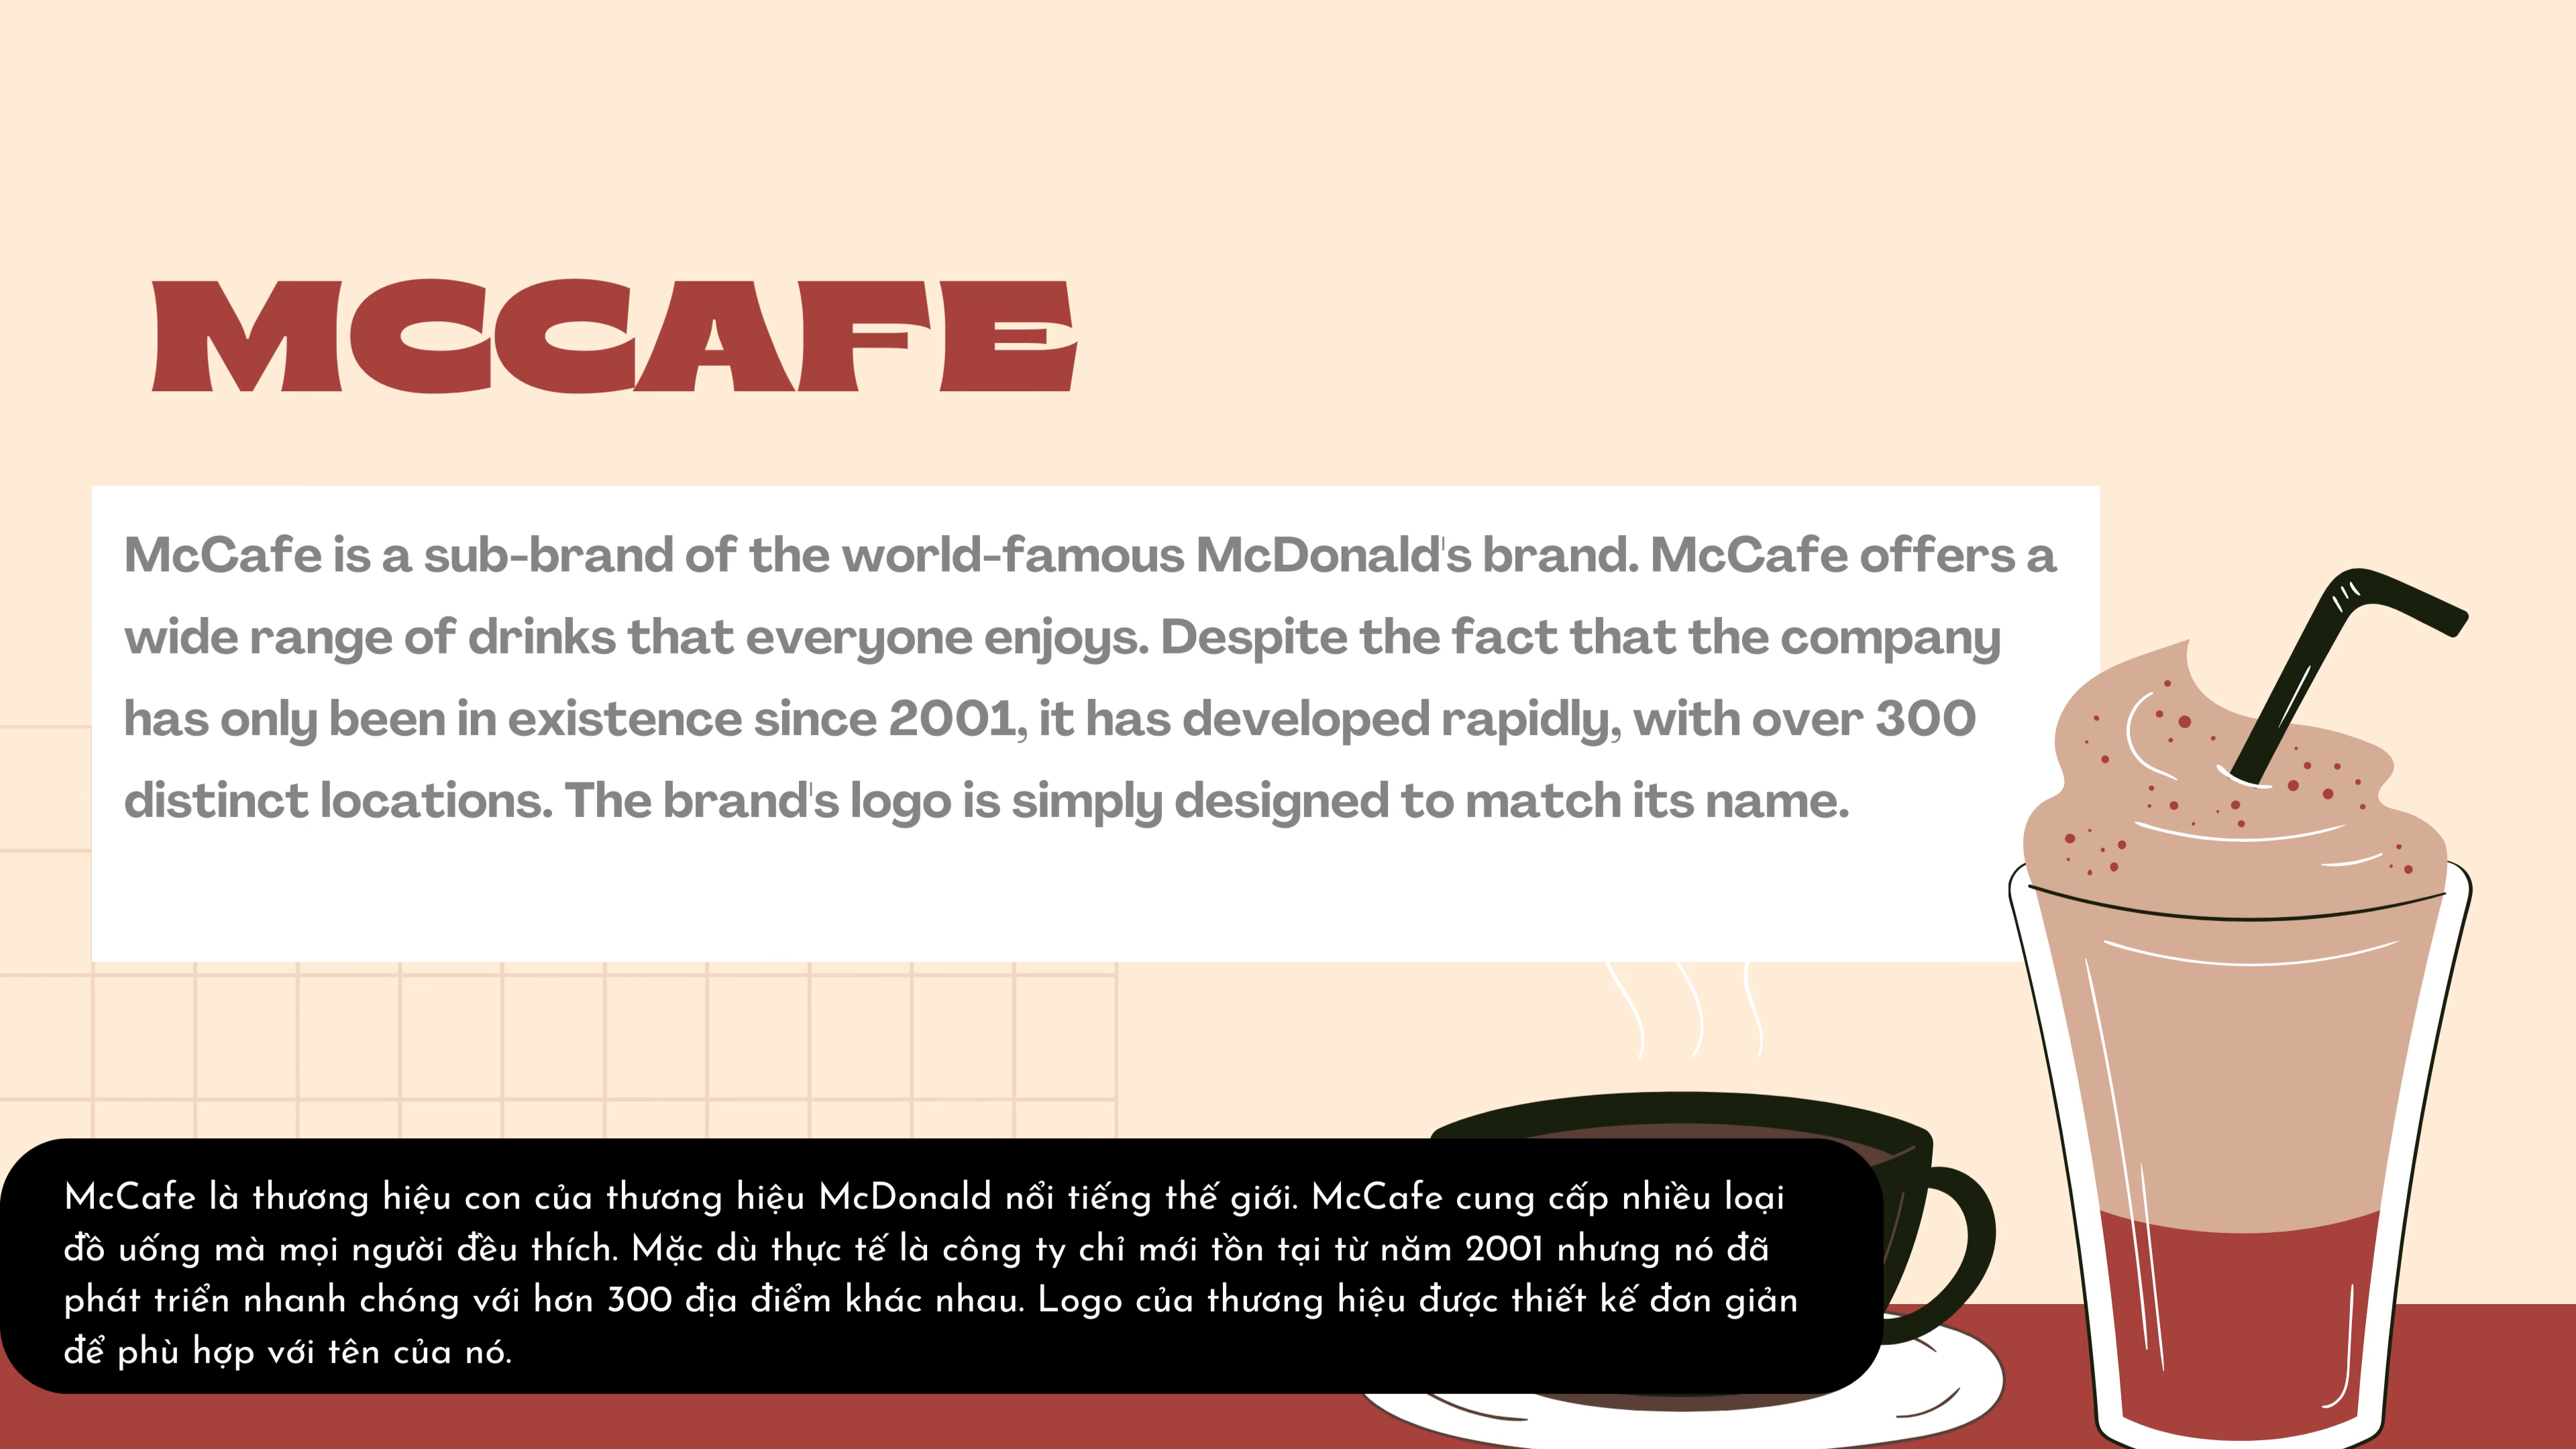 MCCAFE
McCafe is a sub-brand of the world-famous McDonald's brand. McCafe offers a
wide range of drinks that everyone enjoys. Despite the fact that the company
has only been in existence since 2001, it has developed rapidly, with over 300
distinct locations. The brand's logo is simply designed to match its name.
McCafe là thương hiệu con của thương hiệu McDonald nổi tiếng thế giới. McCafe cung cấp nhiều loại
đồ uống mà mọi người đều thích. Mặc dù thực tế là công ty chỉ mới tồn tại từ năm 2001 nhưng nó đã
phát triển nhanh chóng với hơn 300 địa điểm khác nhau. Logo của thương hiệu được thiết kế đơn giản
để phù hợp với tên của nó.